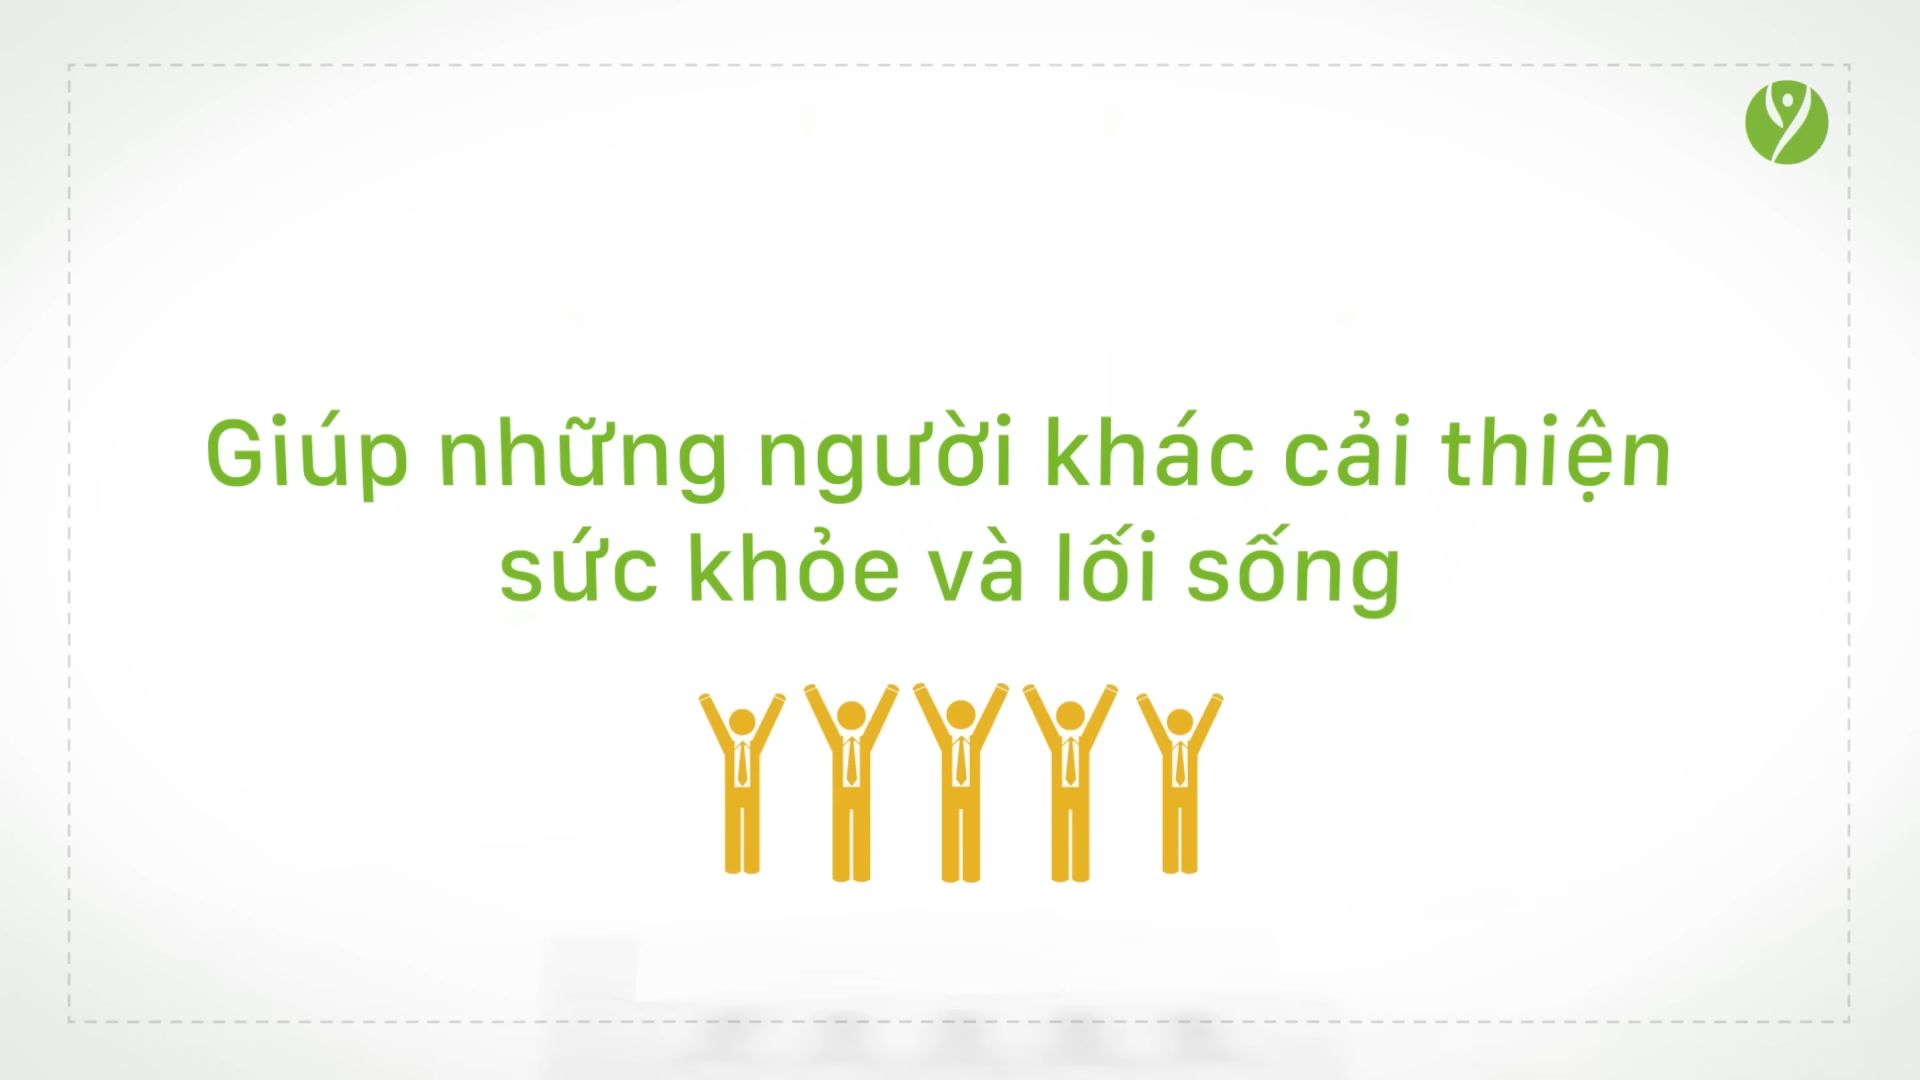 Giúp những người khác cải thiện
sức khỏe và lối sống